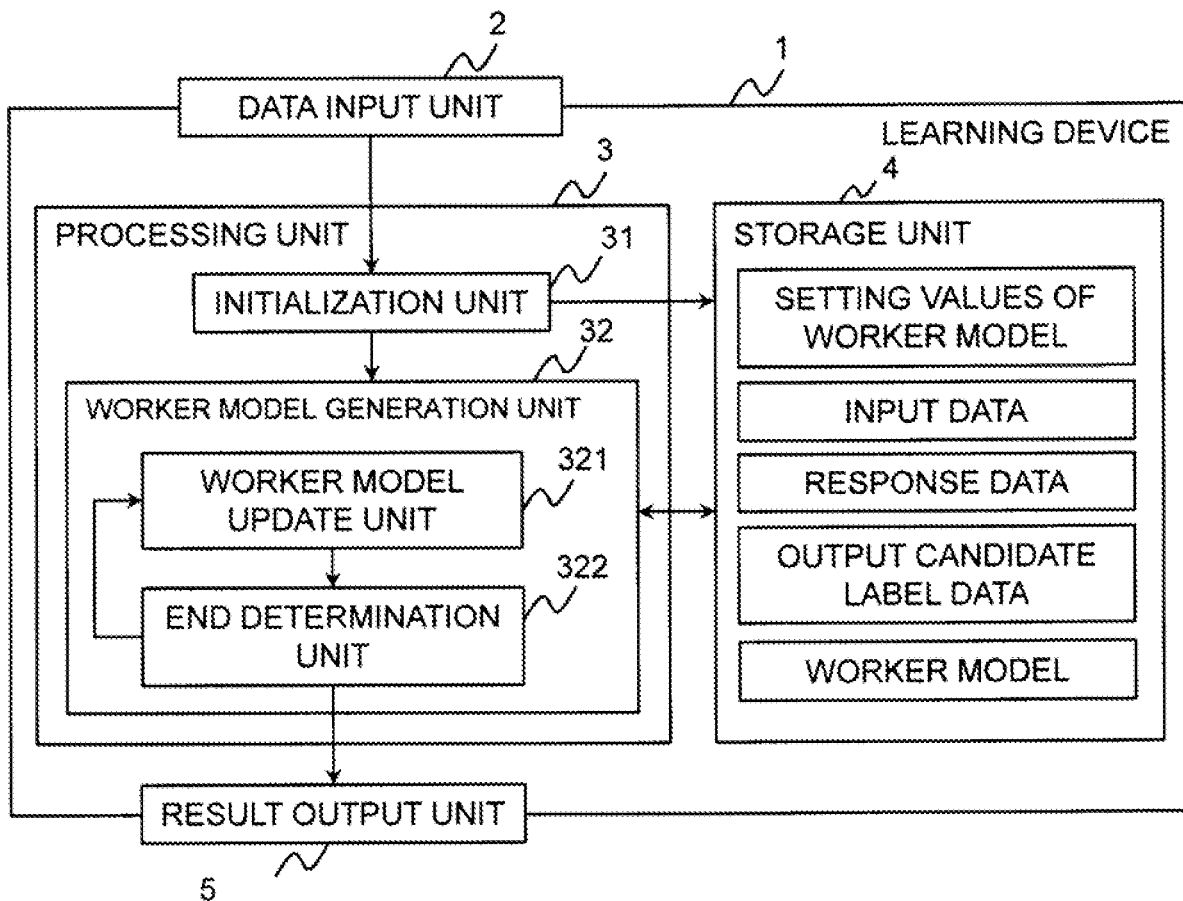 2
1
DATA INPUT UNIT
LEARNING DEVICE
3
4
PROCESSING UNIT
STORAGE UNIT
31
INITIALIZATION UNIT
SETTING VALUES OF
WORKER MODEL
32
WORKER MODEL GENERATION UNIT
INPUT DATA
WORKER MODEL
UPDATE UNIT
321
RESPONSE DATA
OUTPUT CANDIDATE
LABEL DATA
322
END DETERMINATION
UNIT
WORKER MODEL
RESULT OUTPUT UNIT
5